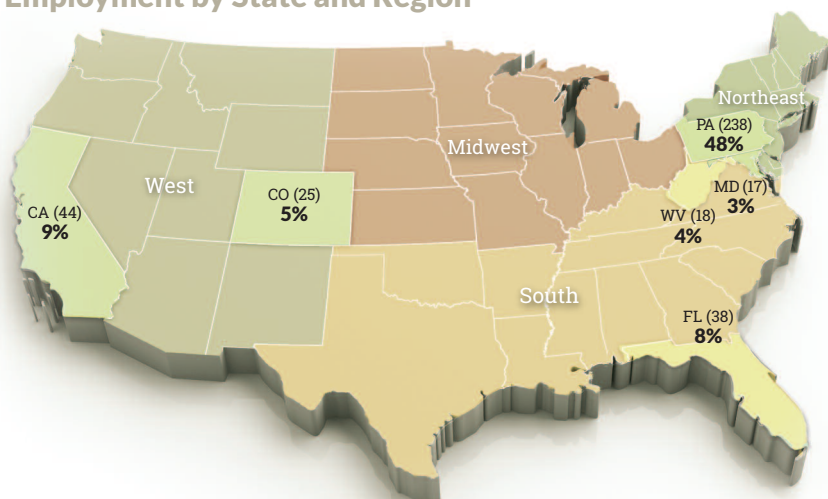 Employment by State and Region
Northeast
PA (238)
48%
Midwest
West
CO (25)
5%
MD (17)
3%
CA (44)
9%
WV (18)
4%
South
FL (38)
8%